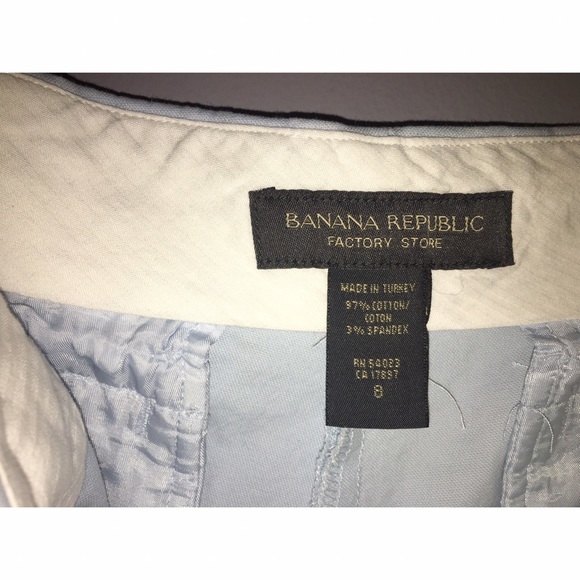 BANANA REPUBLIC
FACTORY STORE
MADE IN TURKEY
97% COTTON/
COTON
3% SPANDEX
RN 54023
CA 17897
8